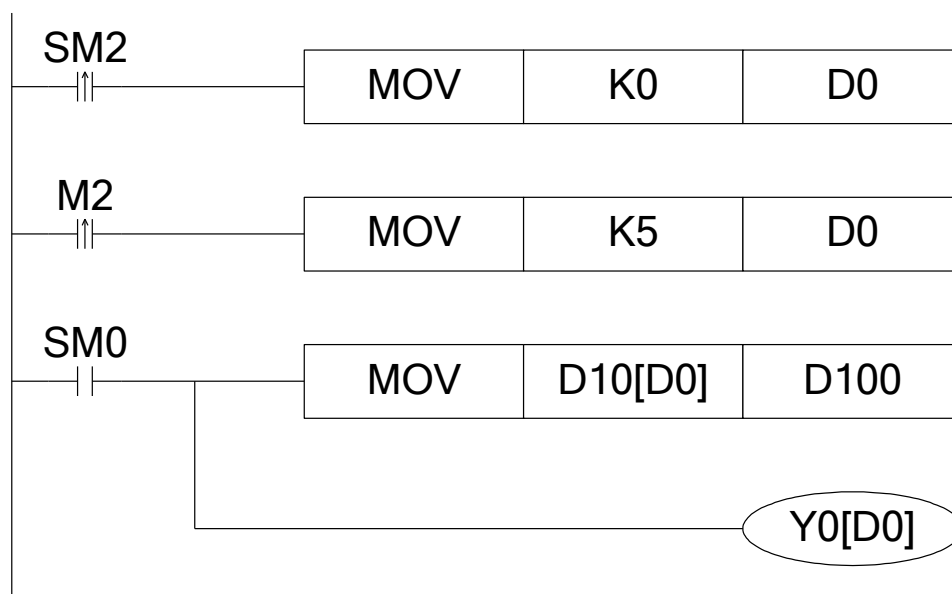 SM2
MOV K0 D0
M2
MOV K5 D0
SM0
MOV D10[D0] D100
Y0[D0]